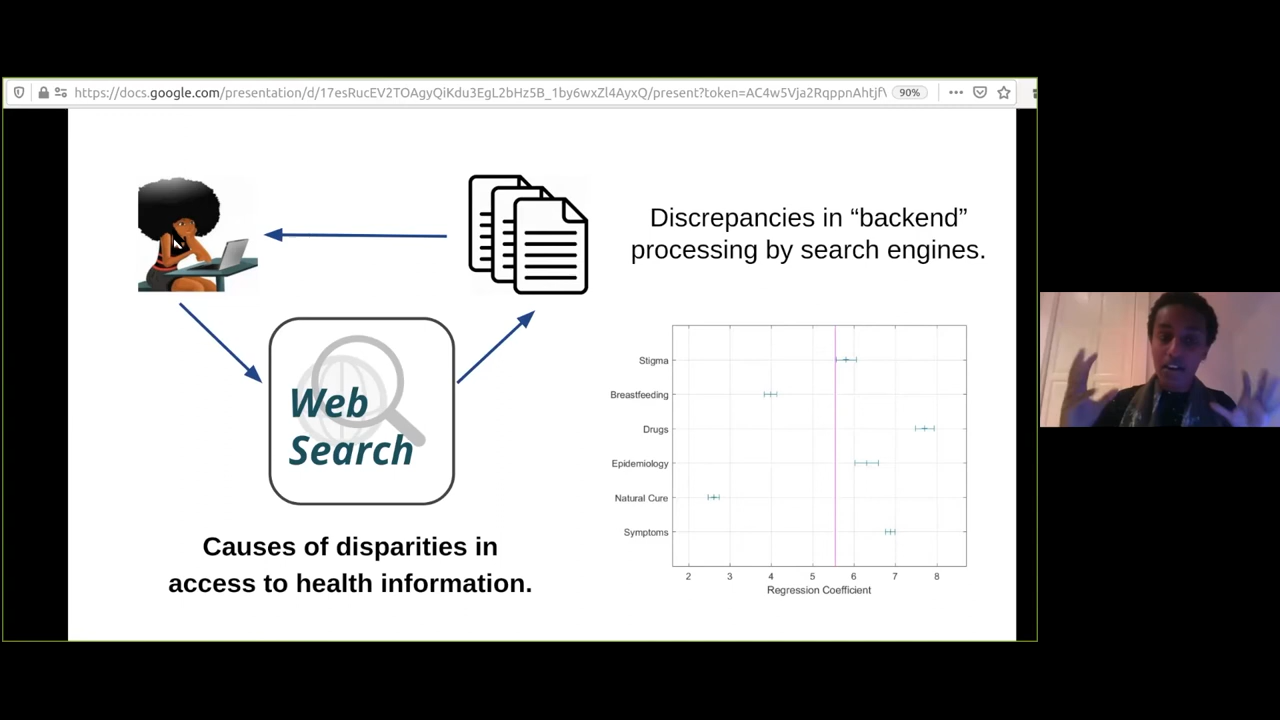 https://docs.google.com/presentation/d/17esRucEV2TOAgyQiKdu3EgL2bHz5B_1by6wxZl4AyxQ/present?token=AC4w5Vja2RqppnAhtjf\ 90%
Discrepancies in “backend”
processing by search engines.
Web
Search
Causes of disparities in
access to health information.
Stigma
Breastfeeding
Drugs
Epidemiology
Natural Cure
Symptoms
2 3 4 5 6 7 8
Regression Coefficient